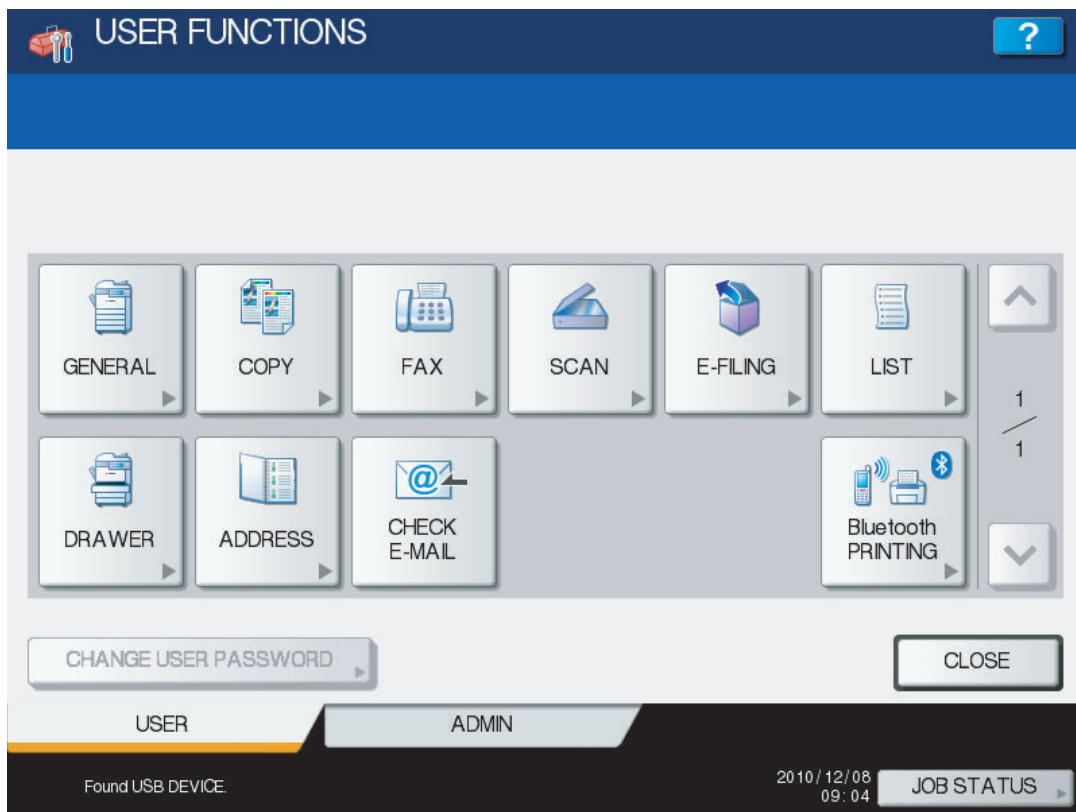 USER FUNCTIONS
?
GENERAL
COPY
FAX
SCAN
E-FILING
LIST
1
1
DRAWER
ADDRESS
CHECK
E-MAIL
@
Bluetooth
PRINTING
CHANGE USER PASSWORD
CLOSE
USER
ADMIN
Found USB DEVICE.
2010/12/08
09:04
JOB STATUS